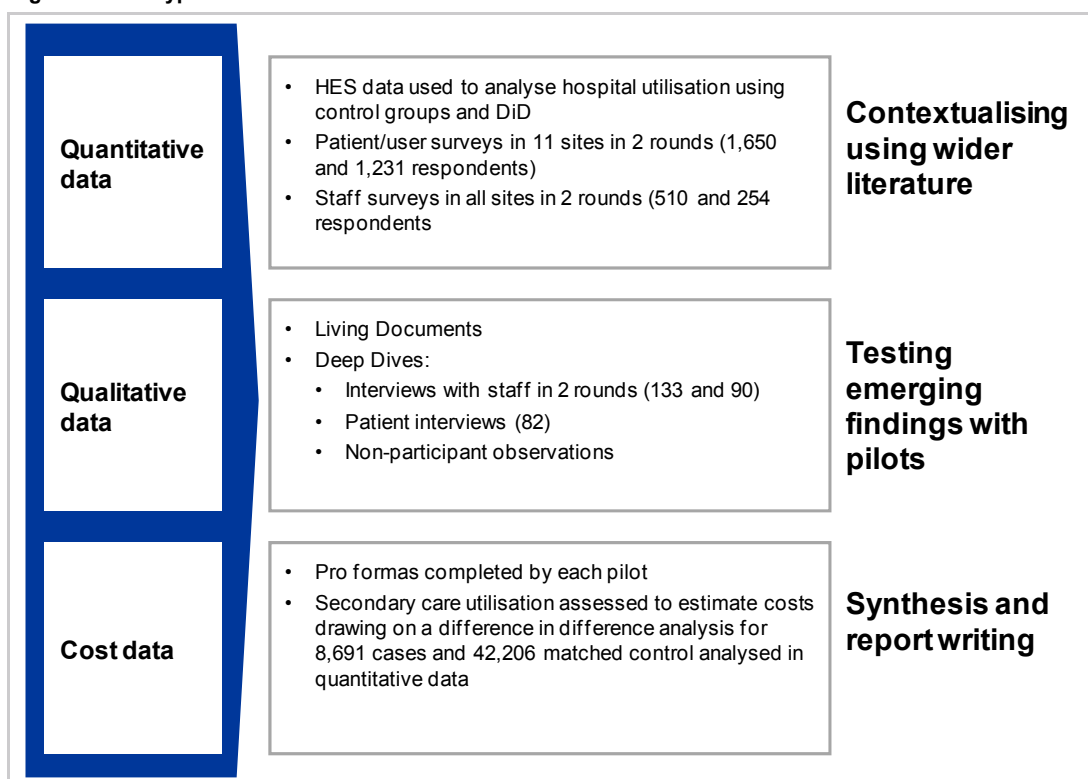 Quantitative
data
• HES data used to analyse hospital utilisation using
control groups and DiD
• Patient/user surveys in 11 sites in 2 rounds (1,650
and 1,231 respondents)
• Staff surveys in all sites in 2 rounds (510 and 254
respondents
Contextualising
using wider
literature
Qualitative
data
• Living Documents
• Deep Dives:
• Interviews with staff in 2 rounds (133 and 90)
• Patient interviews (82)
• Non-participant observations
Testing
emerging
findings with
pilots
Cost data
• Pro formas completed by each pilot
• Secondary care utilisation assessed to estimate costs
drawing on a difference in difference analysis for
8,691 cases and 42,206 matched control analysed in
quantitative data
Synthesis and
report writing